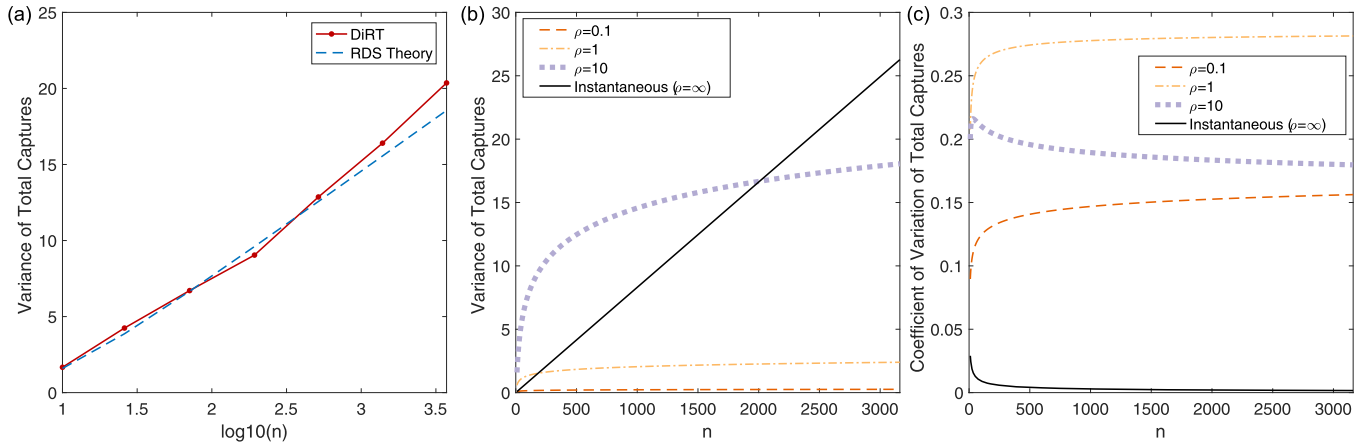 (a)
DiRT
RDS Theory
Variance of Total Captures
25
20
15
10
5
0
1
1.5
2
2.5
3
3.5
log10(n)
(b)
ρ=0.1
ρ=1
ρ=10
Instantaneous (ρ=∞)
Variance of Total Captures
30
25
20
15
10
5
0
0
500
1000
1500
2000
2500
3000
n
(c)
ρ=0.1
ρ=1
ρ=10
Instantaneous (ρ=∞)
Coefficient of Variation of Total Captures
0.3
0.25
0.2
0.15
0.1
0.05
0
0
500
1000
1500
2000
2500
3000
n